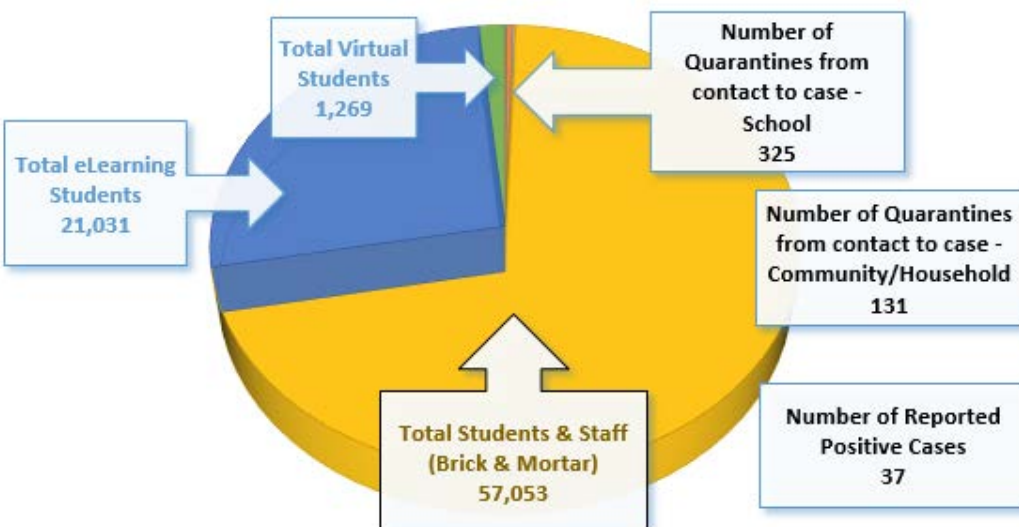 Total Virtual
Students
1,269
Number of
Quarantines from
contact to case -
School
325
Total eLearning
Students
21,031
Number of Quarantines
from contact to case -
Community/Household
131
Total Students & Staff
(Brick & Mortar)
57,053
Number of Reported
Positive Cases
37